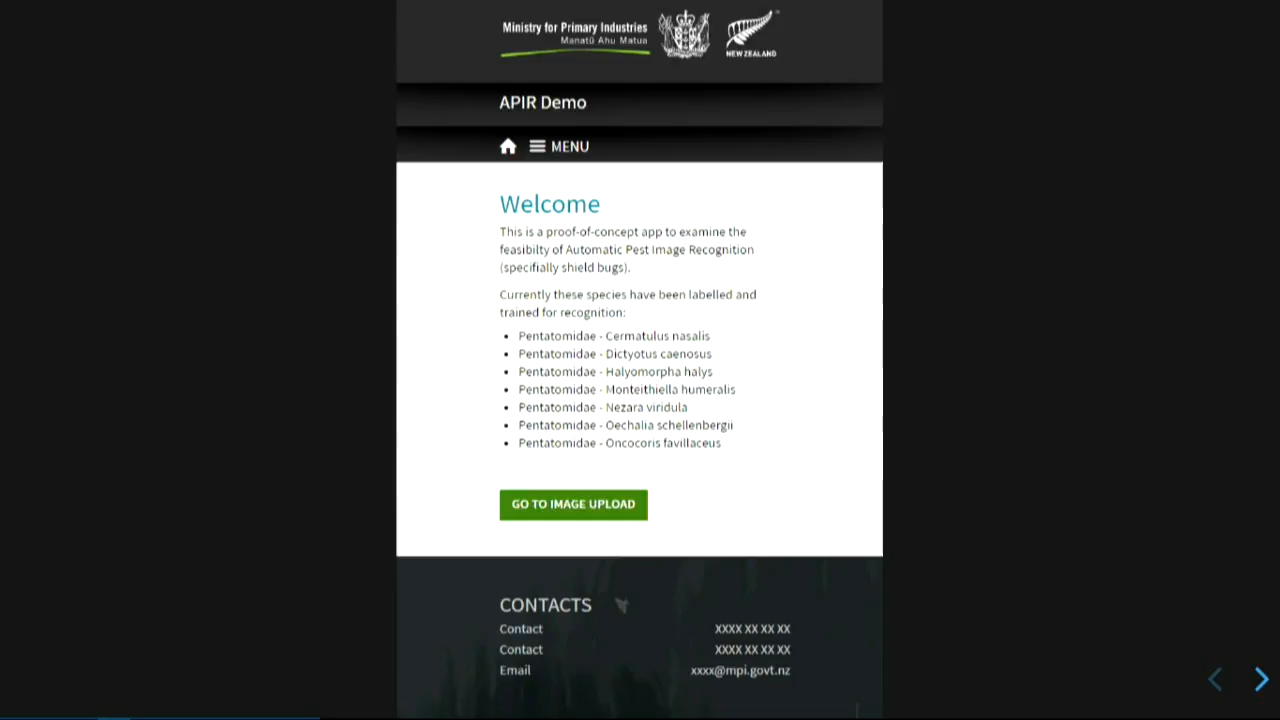 Ministry for Primary Industries
Manatū Ahu Matua
NEW ZEALAND
APIR Demo
MENU
Welcome
This is a proof-of-concept app to examine the
feasibilty of Automatic Pest Image Recognition
(specifially shield bugs).
Currently these species have been labelled and
trained for recognition:
• Pentatomidae - Cermatulus nasalis
• Pentatomidae - Dictyotus caenosus
• Pentatomidae - Halyomorpha halys
• Pentatomidae - Monteithiella humeralis
• Pentatomidae - Nezara viridula
• Pentatomidae - Oechalia schellenbergii
• Pentatomidae - Oncocoris favillaceus
GO TO IMAGE UPLOAD
CONTACTS
Contact XXXX XX XX XX
Contact XXXX XX XX XX
Email xxxx@mpi.govt.nz